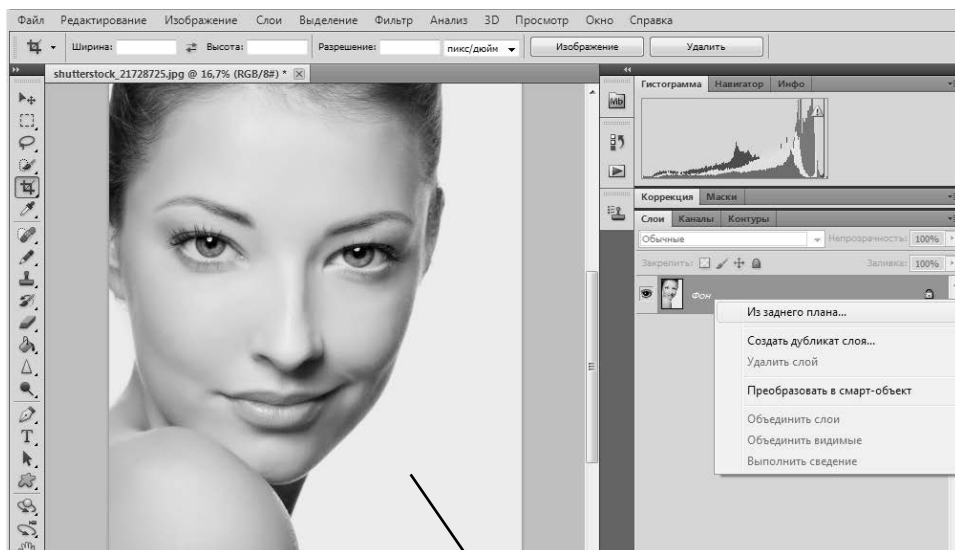 Файл Редактирование Изображение Слои Выделение Фильтр Анализ 3D Просмотр Окно Справка
Ширина: Высота: Разрешение: пикс/дюйм Изображение Удалить
shutterstock_21728725.jpg @ 16,7% (RGB/8#) *
Гистограмма Навигатор Инфо
Mb
Коррекция Маски
Слои Каналы Контуры
Обычные Непрозрачность: 100%
Закрепить: Заливка: 100%
Фон
Из заднего плана...
Создать дубликат слоя...
Удалить слой
Преобразовать в смарт-объект
Объединить слои
Объединить видимые
Выполнить сведение